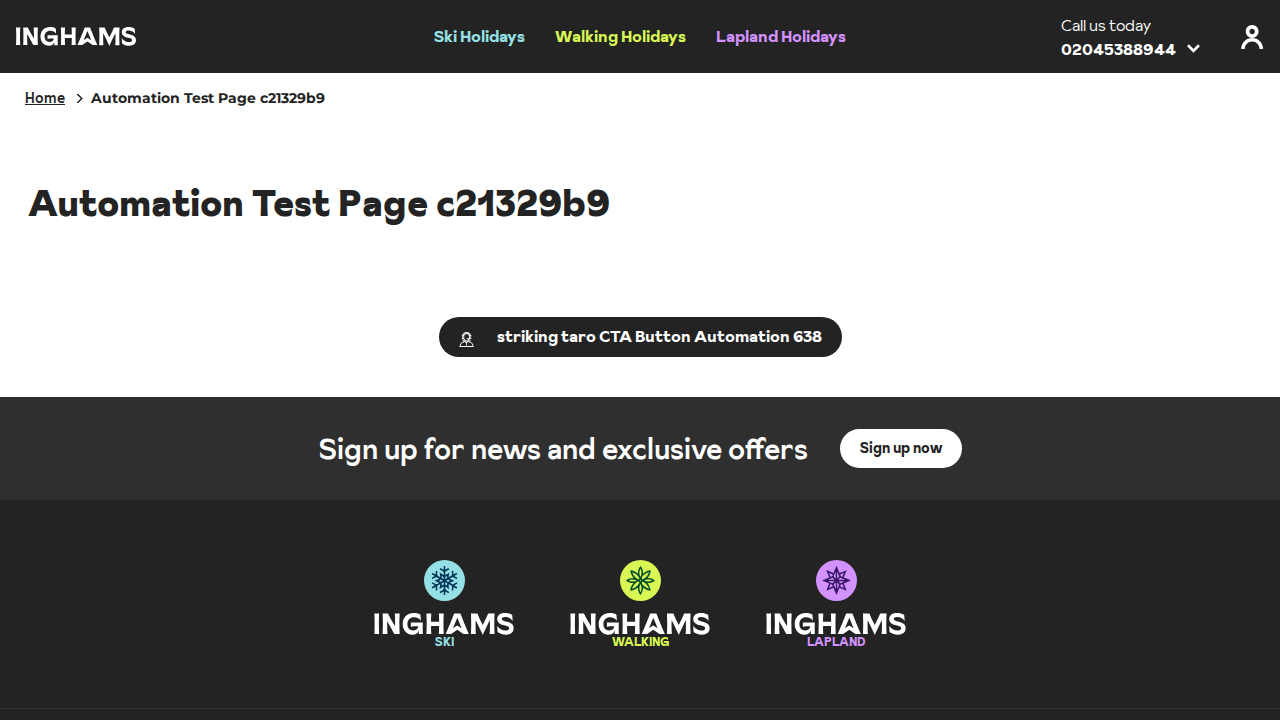 INGHAMS
Ski Holidays
Walking Holidays
Lapland Holidays
Call us today
02045388944
Home
Automation Test Page c21329b9
Automation Test Page c21329b9
striking taro CTA Button Automation 638
Sign up for news and exclusive offers
Sign up now
INGHAMS
SKI
INGHAMS
WALKING
INGHAMS
LAPLAND